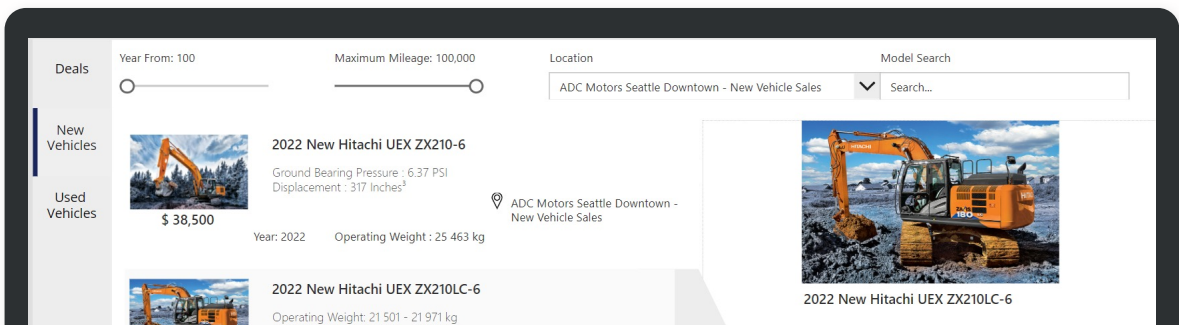 Deals
Year From: 100
Maximum Mileage: 100,000
Location
Model Search
ADC Motors Seattle Downtown - New Vehicle Sales
Search...
New
Vehicles
Used
Vehicles
2022 New Hitachi UEX ZX210-6
Ground Bearing Pressure : 6.37 PSI
Displacement : 317 Inches³
$ 38,500
ADC Motors Seattle Downtown -
New Vehicle Sales
Year: 2022
Operating Weight : 25 463 kg
2022 New Hitachi UEX ZX210LC-6
Operating Weight: 21 501 - 21 971 kg
HITACHI
180
2022 New Hitachi UEX ZX210LC-6